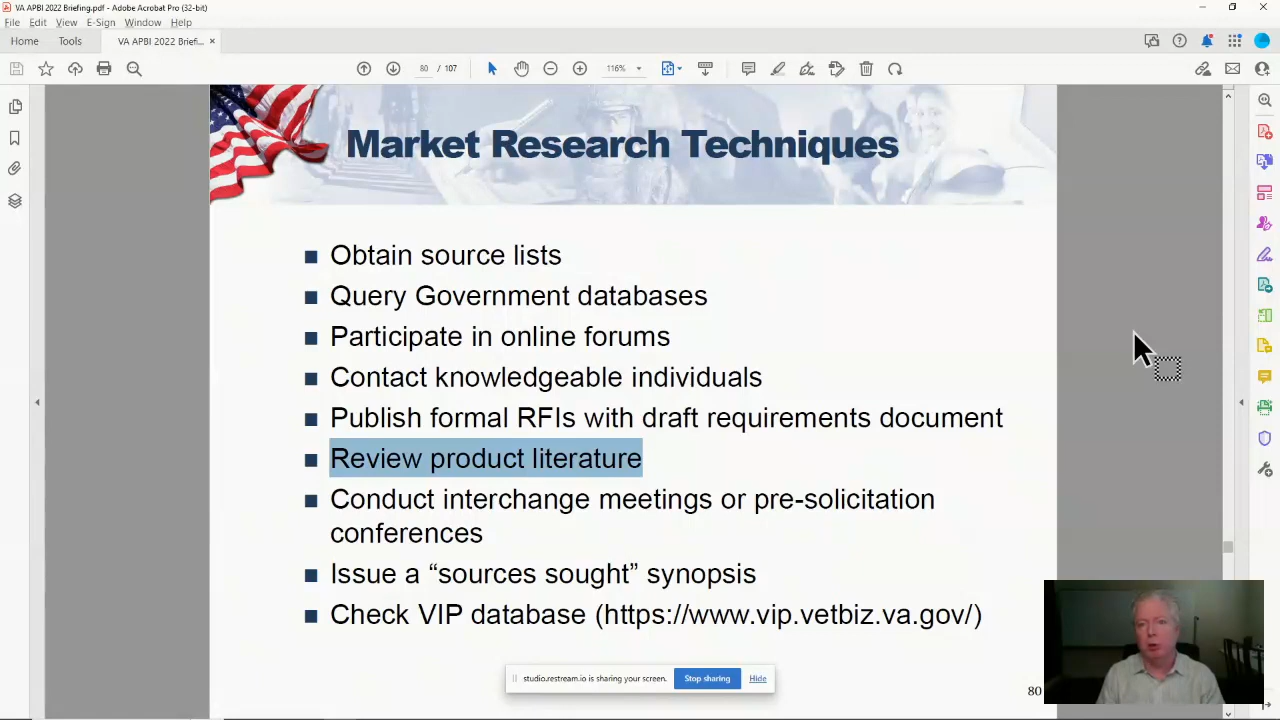 VA APBI 2022 Briefing.pdf - Adobe Acrobat Pro (32-bit)
File Edit View E-Sign Window Help
Home Tools VA APBI 2022 Briefi... ×
80 / 107 116%
Market Research Techniques
Obtain source lists
Query Government databases
Participate in online forums
Contact knowledgeable individuals
Publish formal RFIs with draft requirements document
Review product literature
Conduct interchange meetings or pre-solicitation
conferences
Issue a “sources sought” synopsis
Check VIP database (https://www.vip.vetbiz.va.gov/)
studio.restream.io is sharing your screen. Stop sharing Hide
80